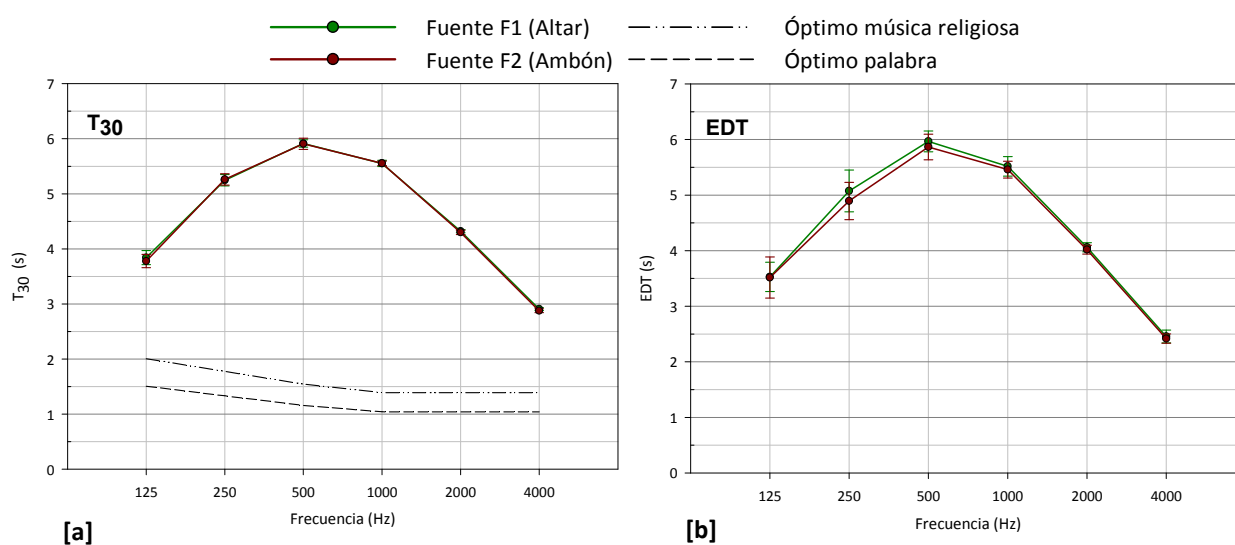 Fuente F1 (Altar) Óptimo música religiosa
Fuente F2 (Ambón) Óptimo palabra
T30
T30 (s)
7
6
5
4
3
2
1
0
125 250 500 1000 2000 4000
Frecuencia (Hz)
[a]
EDT
EDT (s)
7
6
5
4
3
2
1
0
125 250 500 1000 2000 4000
Frecuencia (Hz)
[b]